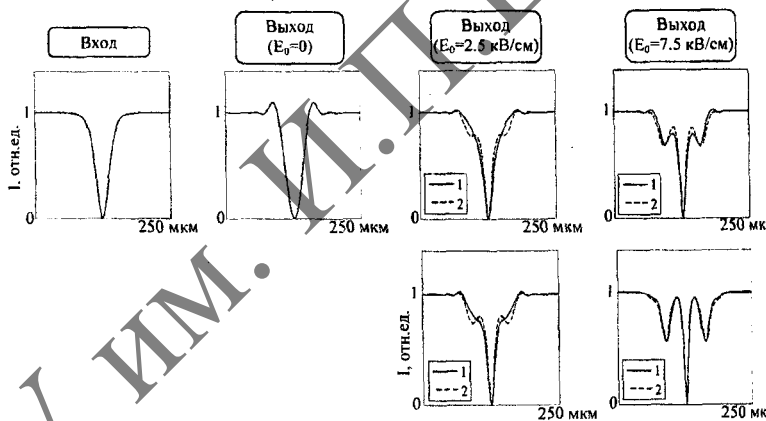 Вход
Выход
(E₀=0)
Выход
(E₀=2.5 кВ/см)
Выход
(E₀=7.5 кВ/см)
I, отн.ед.
1
0
250 мкм
1
0
250 мкм
1
0
1
2
250 мкм
1
0
1
2
250 мк
I, отн.ед.
1
0
1
2
250 мкм
1
0
1
2
250 мк
им. И.П.